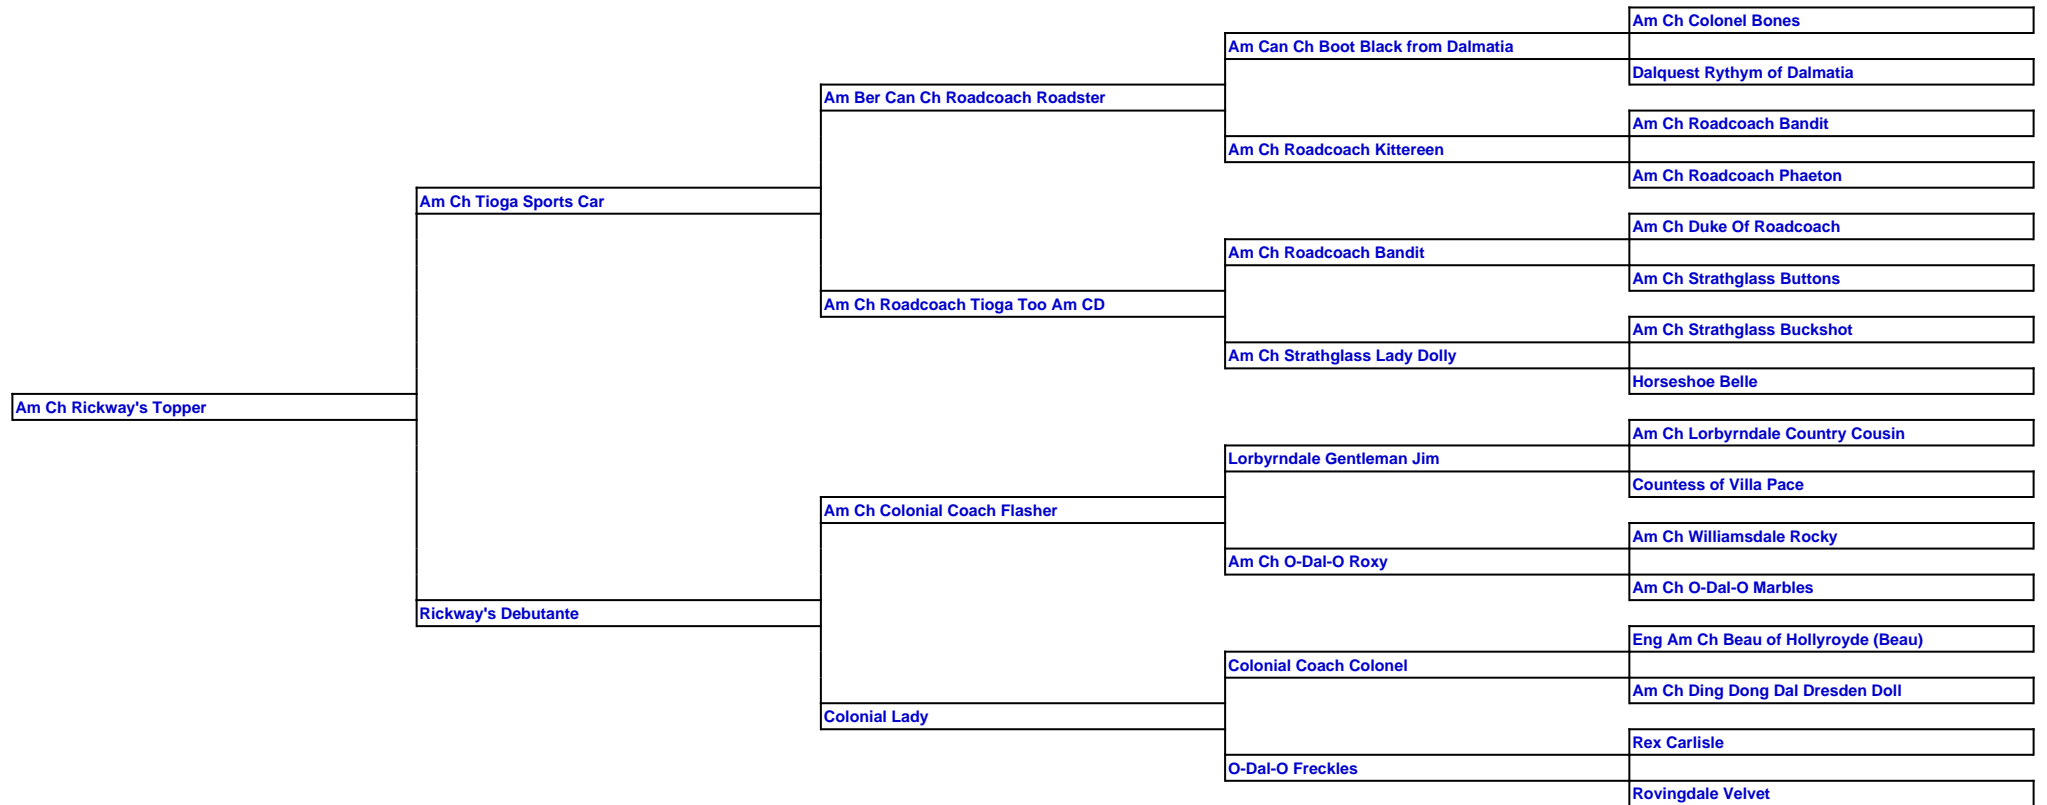 Am Ch Colonel Bones
Am Can Ch Boot Black from Dalmatia
Dalquest Rythym of Dalmatia
Am Ber Can Ch Roadcoach Roadster
Am Ch Roadcoach Bandit
Am Ch Roadcoach Kittereen
Am Ch Roadcoach Phaeton
Am Ch Tioga Sports Car
Am Ch Duke Of Roadcoach
Am Ch Roadcoach Bandit
Am Ch Strathglass Buttons
Am Ch Roadcoach Tioga Too Am CD
Am Ch Strathglass Buckshot
Am Ch Strathglass Lady Dolly
Horseshoe Belle
Am Ch Rickway's Topper
Am Ch Lorbyrndale Country Cousin
Lorbyrndale Gentleman Jim
Countess of Villa Pace
Am Ch Colonial Coach Flasher
Am Ch Williamsdale Rocky
Am Ch O-Dal-O Roxy
Am Ch O-Dal-O Marbles
Rickway's Debutante
Eng Am Ch Beau of Hollyroyde (Beau)
Colonial Coach Colonel
Am Ch Ding Dong Dal Dresden Doll
Colonial Lady
Rex Carlisle
O-Dal-O Freckles
Rovingdale Velvet